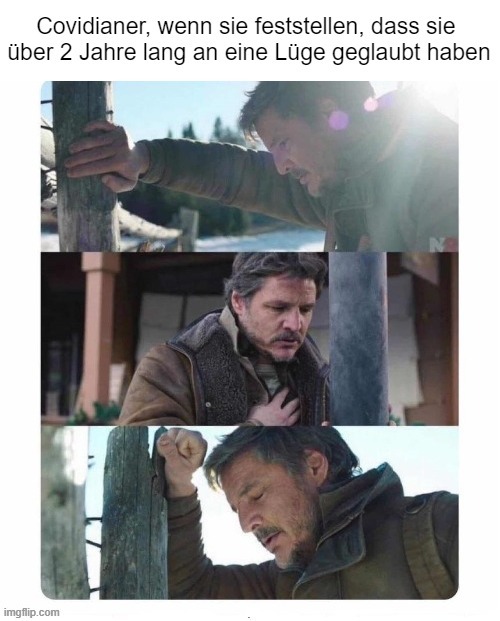 Covidianer, wenn sie feststellen, dass sie
über 2 Jahre lang an eine Lüge geglaubt haben
imgflip.com